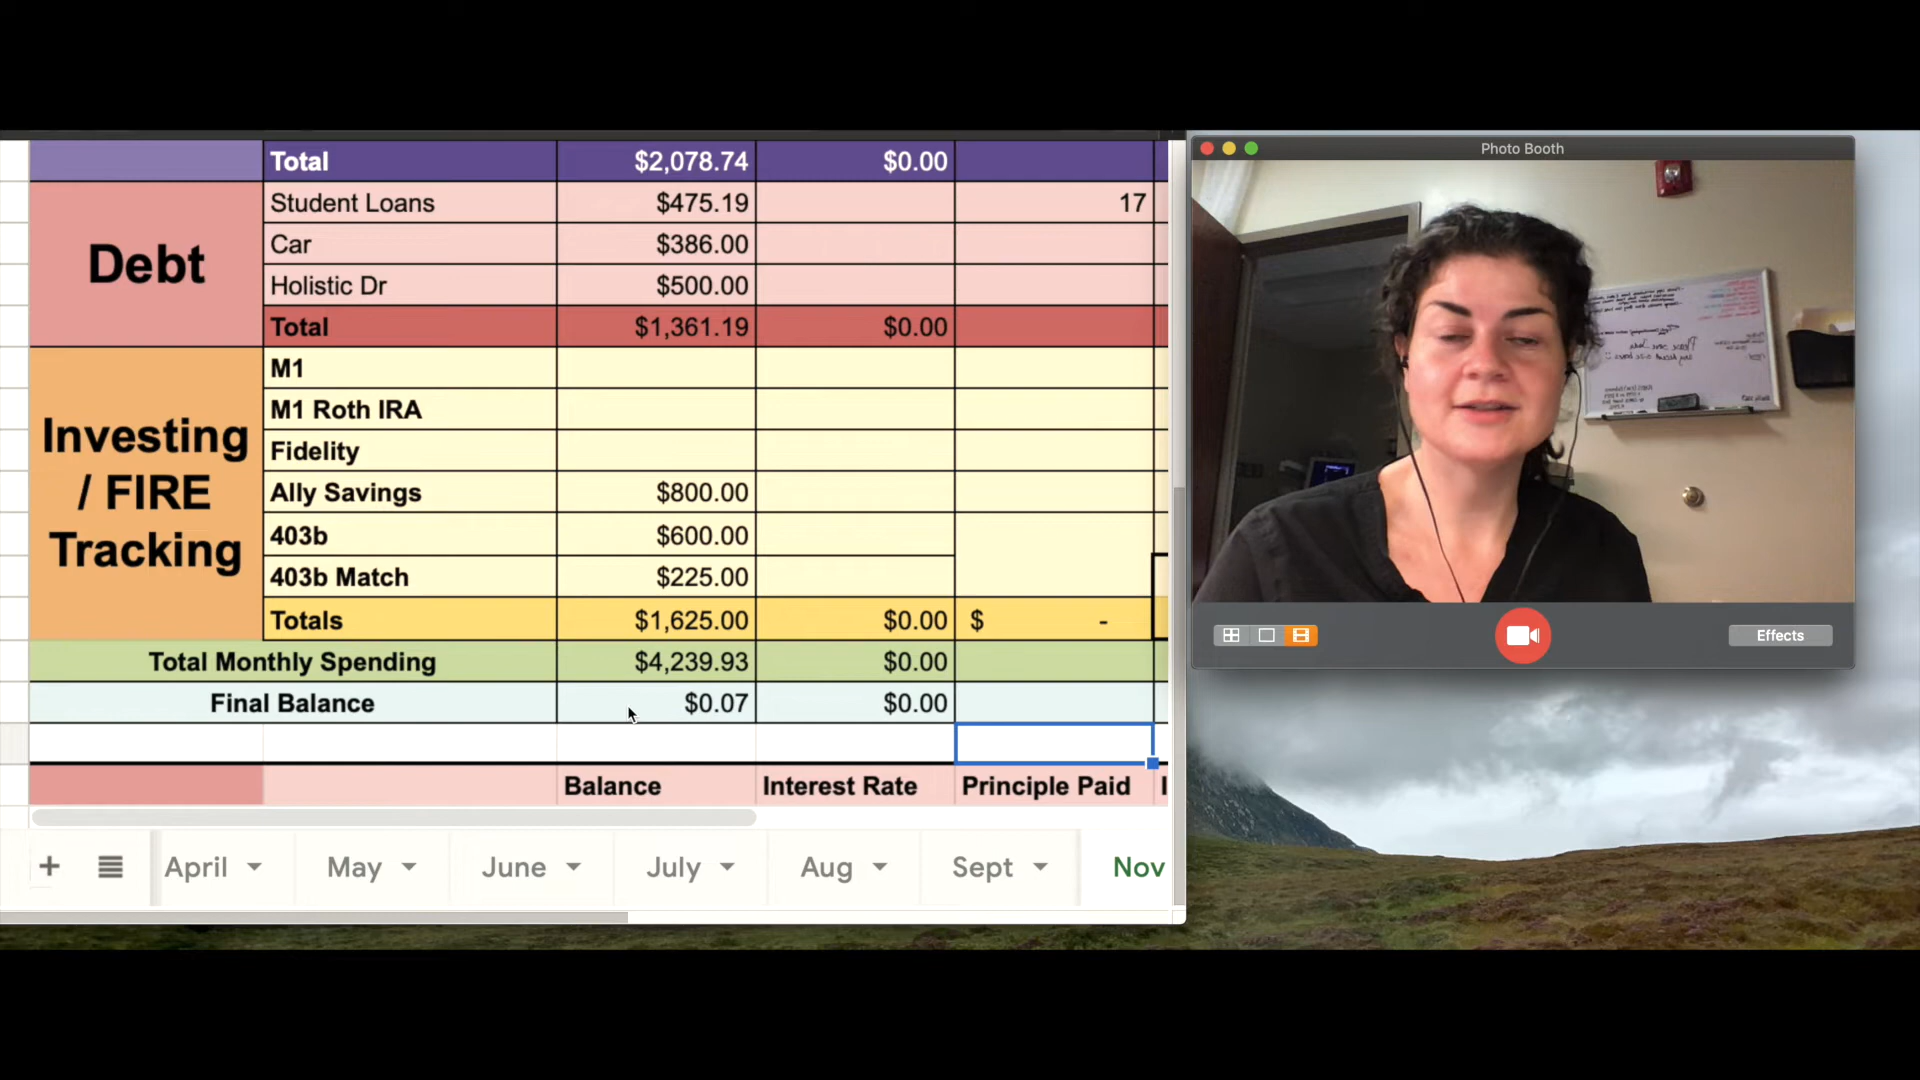 Total $2,078.74 $0.00
Debt
Student Loans $475.19 17
Car $386.00
Holistic Dr $500.00
Total $1,361.19 $0.00
Investing
/ FIRE
Tracking
M1
M1 Roth IRA
Fidelity
Ally Savings $800.00
403b $600.00
403b Match $225.00
Totals $1,625.00 $0.00 $ -
Total Monthly Spending $4,239.93 $0.00
Final Balance $0.07 $0.00
Balance Interest Rate Principle Paid
+ April May June July Aug Sept Nov
Photo Booth
Effects